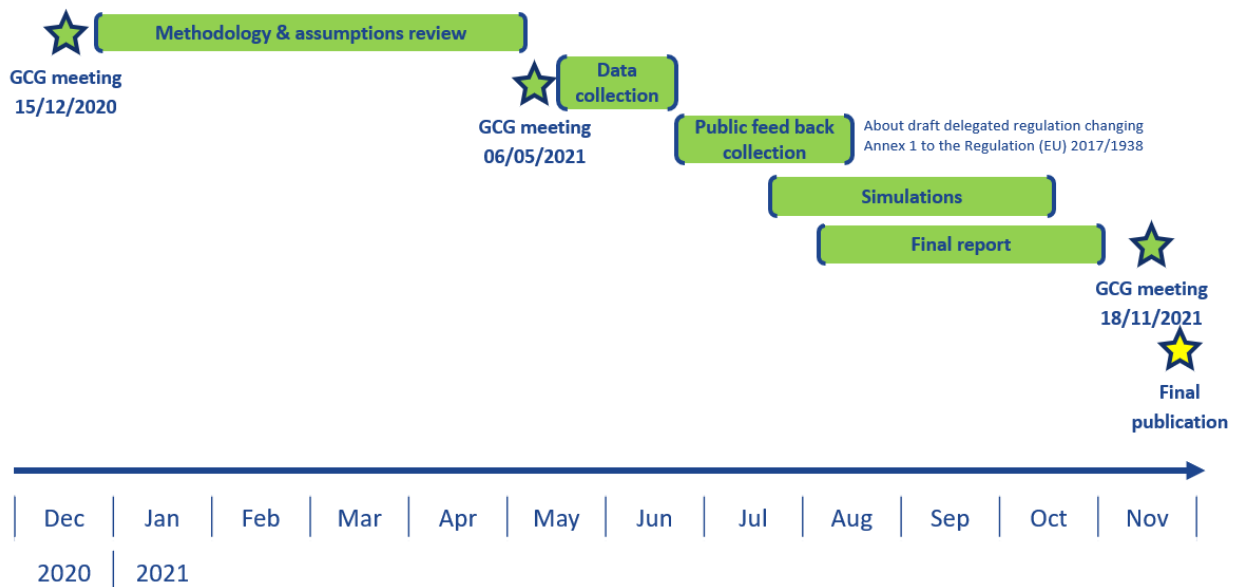 Methodology & assumptions review
GCG meeting
15/12/2020
Data
collection
GCG meeting
06/05/2021
Public feed back
collection
About draft delegated regulation changing
Annex 1 to the Regulation (EU) 2017/1938
Simulations
Final report
GCG meeting
18/11/2021
Final
publication
Dec Jan Feb Mar Apr May Jun Jul Aug Sep Oct Nov
2020 2021